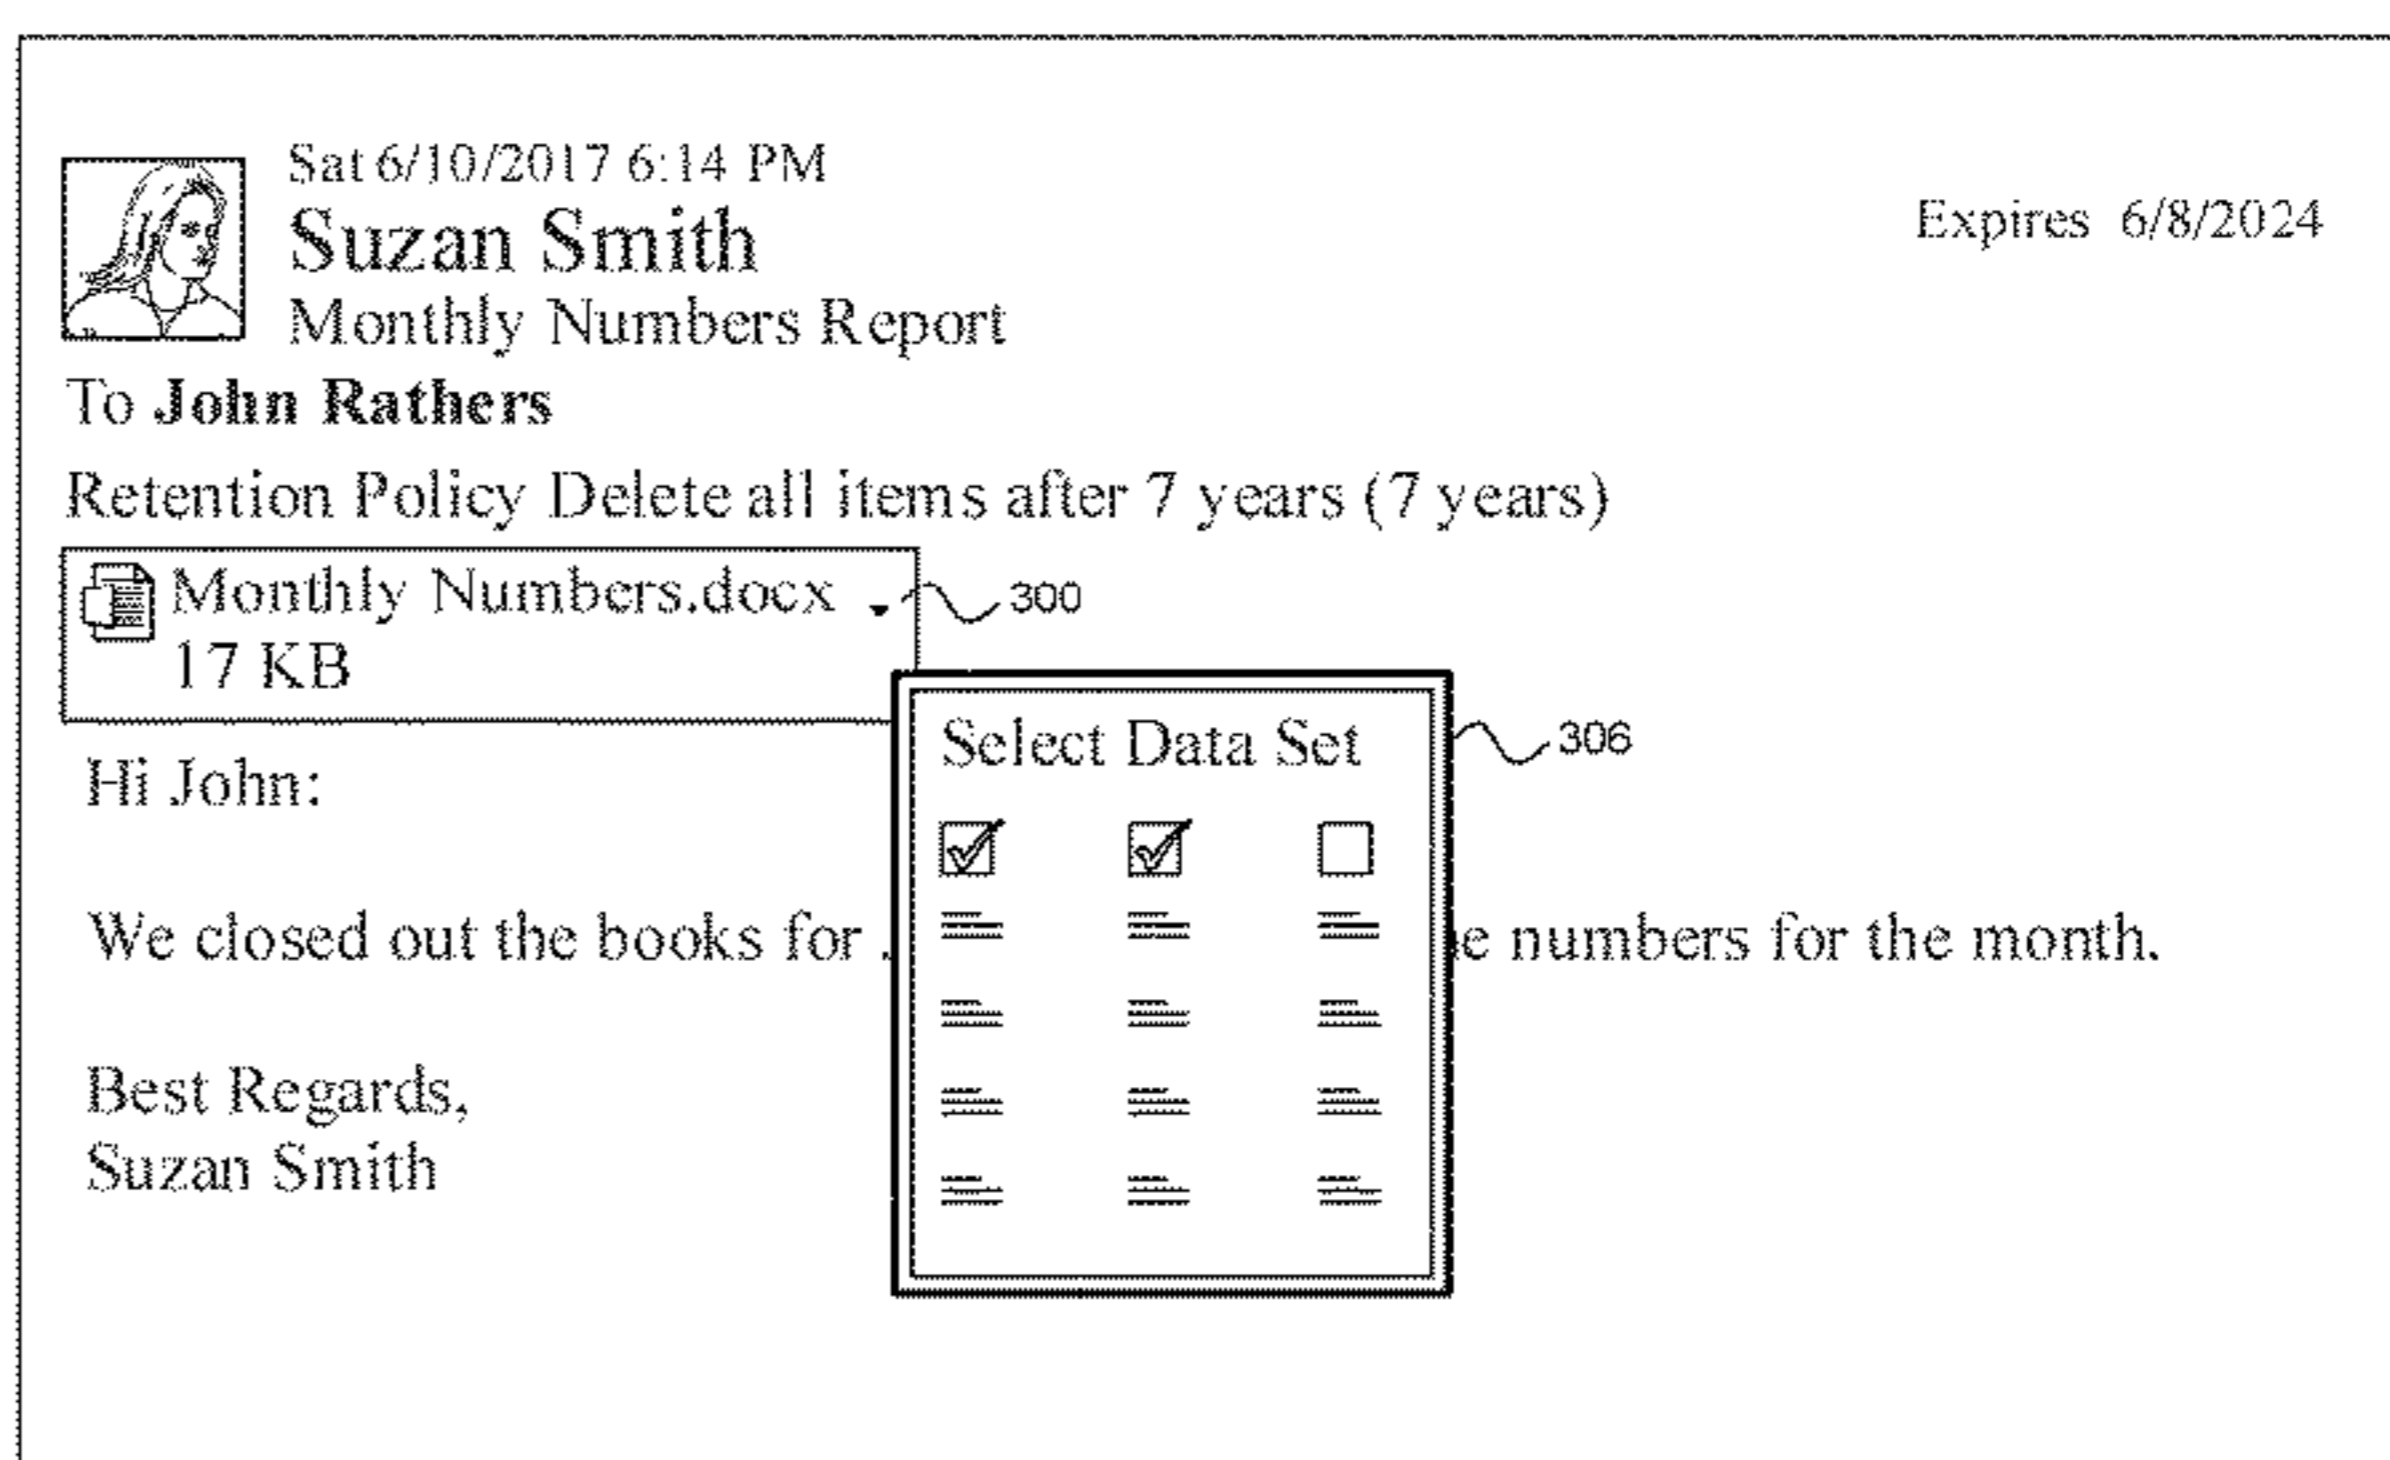 Sat 6/10/2017 6:14 PM
Suzan Smith
Expires 6/8/2024
Monthly Numbers Report
To John Rathers
Retention Policy Delete all items after 7 years (7 years)
Monthly Numbers.docx
300
17 KB
Select Data Set
306
Hi John:
We closed out the books for
numbers for the month.
Best Regards,
Suzan Smith